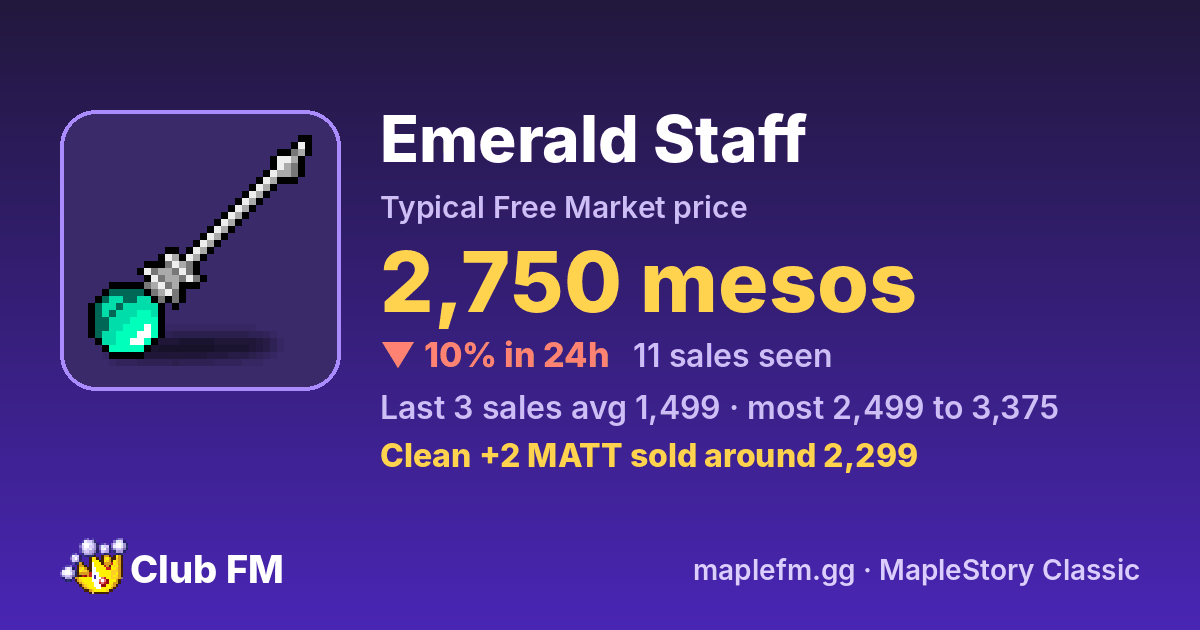 Emerald Staff
Typical Free Market price
2,750 mesos
▼ 10% in 24h 11 sales seen
Last 3 sales avg 1,499 · most 2,499 to 3,375
Clean +2 MATT sold around 2,299
Club FM
maplefm.gg · MapleStory Classic